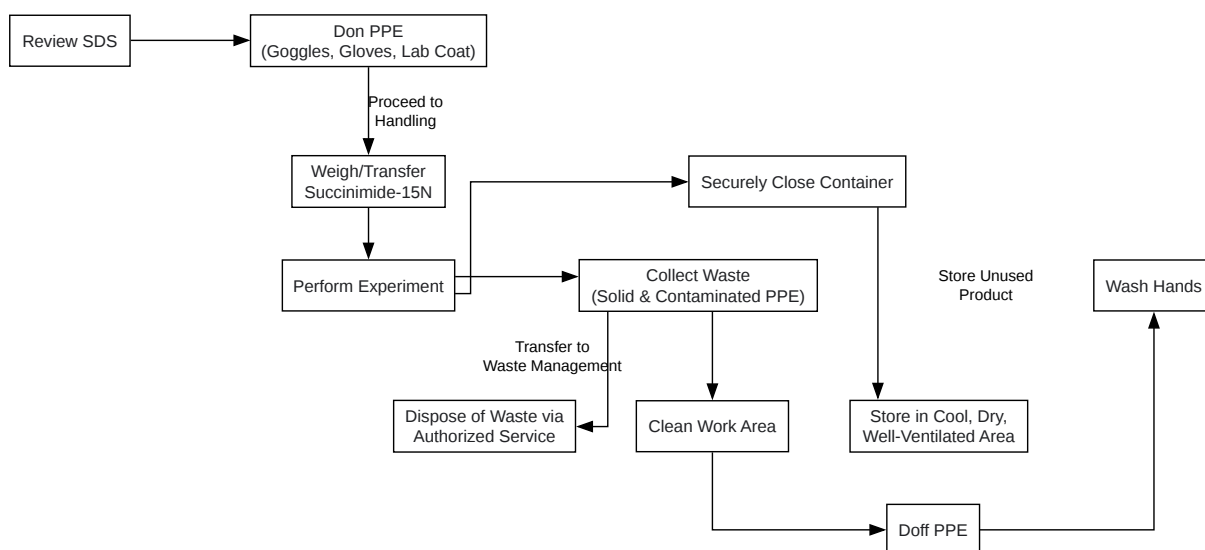 Review SDS
Don PPE
(Goggles, Gloves, Lab Coat)
Proceed to
Handling
Weigh/Transfer
Succinimide-15N
Securely Close Container
Perform Experiment
Collect Waste
(Solid & Contaminated PPE)
Store Unused
Product
Wash Hands
Transfer to
Waste Management
Dispose of Waste via
Authorized Service
Clean Work Area
Store in Cool, Dry,
Well-Ventilated Area
Doff PPE